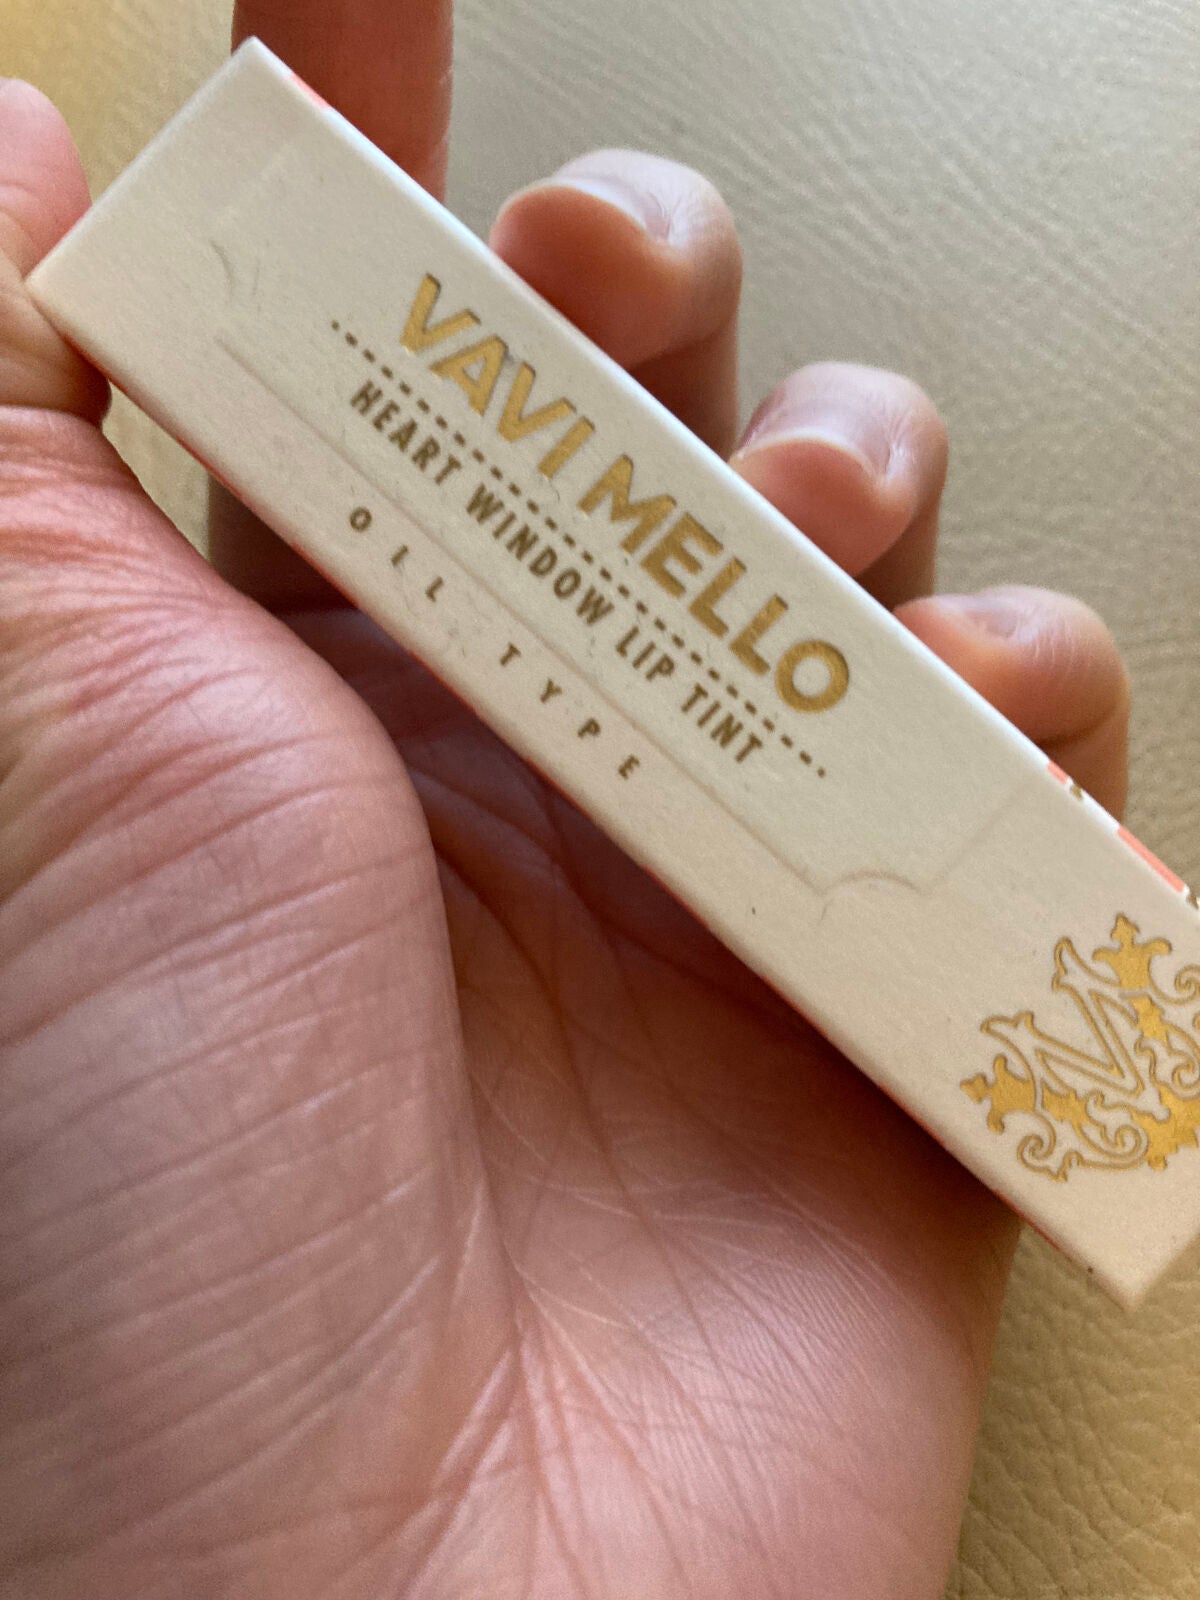 VAVI MELLO
HEART WINDOW LIP TINT
OIL TYPE